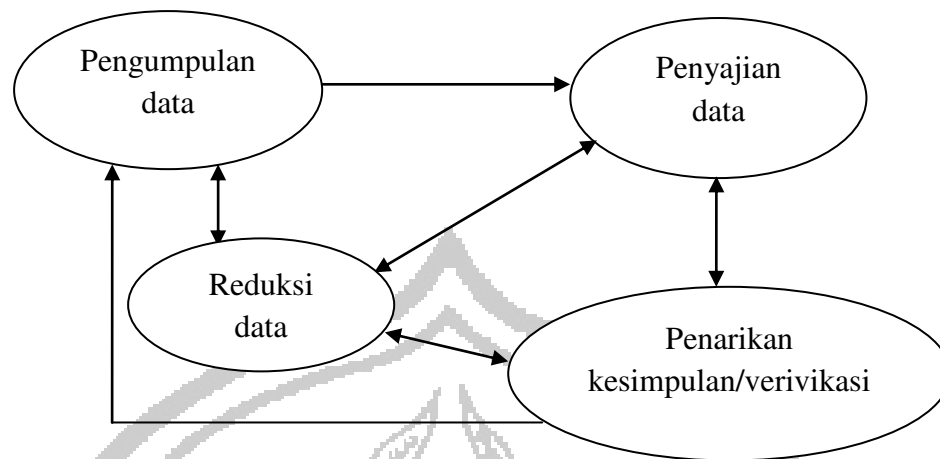 Pengumpulan
data
Penyajian
data
Reduksi
data
Penarikan
kesimpulan/verivikasi